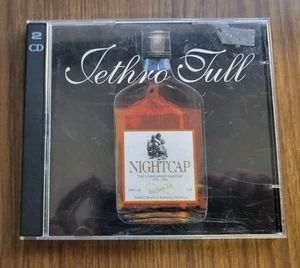 2
CD
Jethro Tull
NIGHTCAP
THE UNRELEASED MASTERS